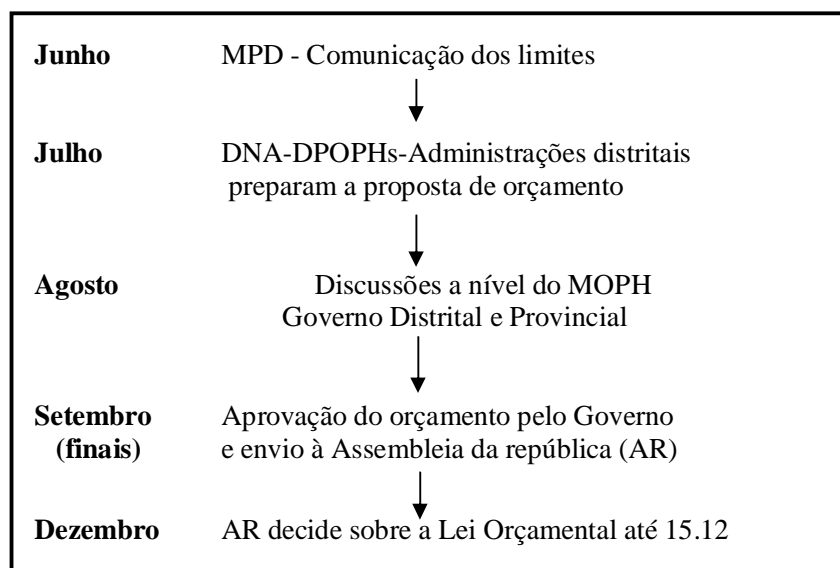 Junho MPD - Comunicação dos limites
Julho DNA-DPOPHs-Administrações distritais
preparam a proposta de orçamento
Agosto Discussões a nível do MOPH
Governo Distrital e Provincial
Setembro Aprovação do orçamento pelo Governo
(finais) e envio à Assembleia da república (AR)
Dezembro AR decide sobre a Lei Orçamental até 15.12